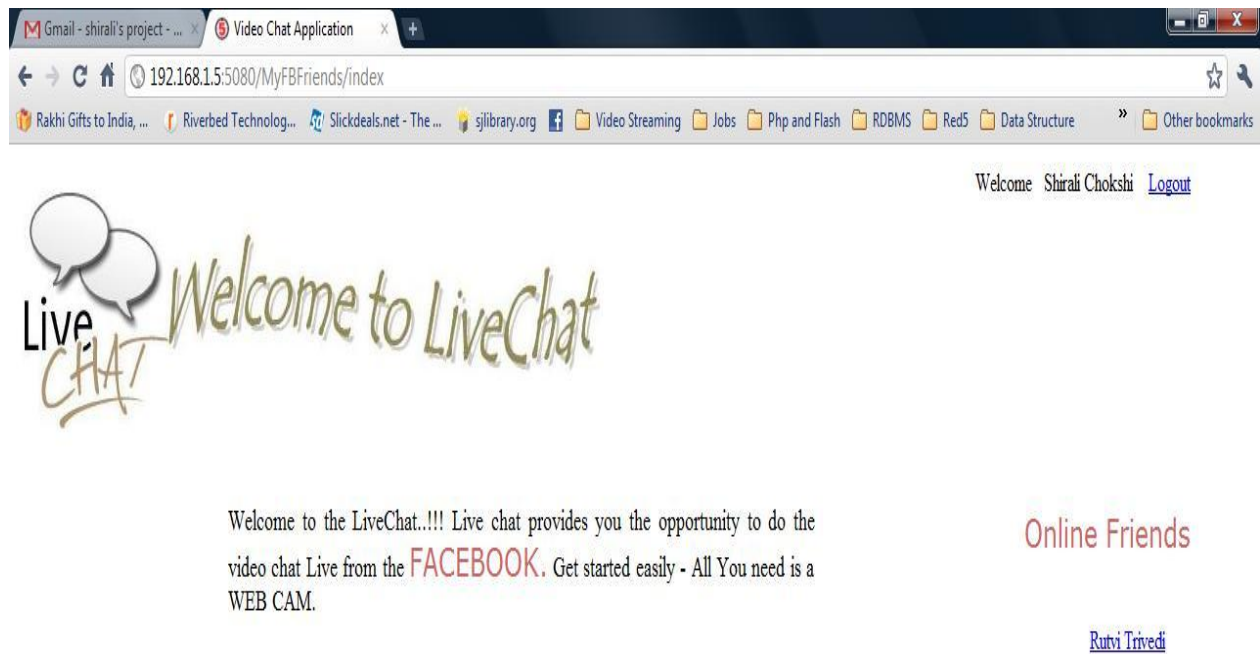 Gmail - shirali's project - ...
Video Chat Application
192.168.1.5:5080/MyFBFriends/index
Rakhi Gifts to India, ... Riverbed Technolog... Slickdeals.net - The ... sjlibrary.org Video Streaming Jobs Php and Flash RDBMS Red5 Data Structure » Other bookmarks
Welcome Shirali Chokshi Logout
Live
CHAT
Welcome to LiveChat
Welcome to the LiveChat..!!! Live chat provides you the opportunity to do the
video chat Live from the FACEBOOK. Get started easily - All You need is a
WEB CAM.
Online Friends
Rutvi Trivedi